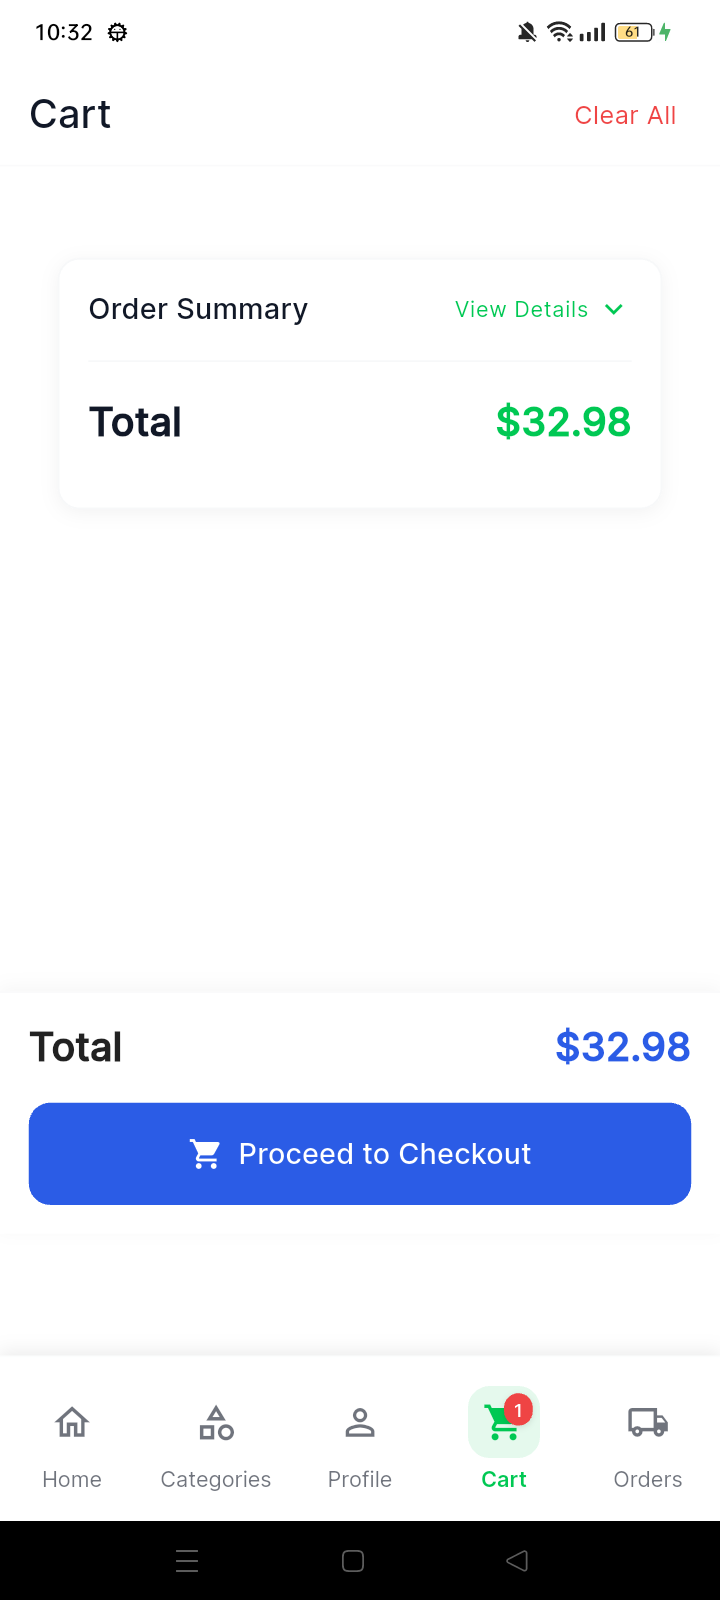 10:32
61
Cart
Clear All
Order Summary
View Details
Total
$32.98
Total
$32.98
Proceed to Checkout
1
Home
Categories
Profile
Cart
Orders